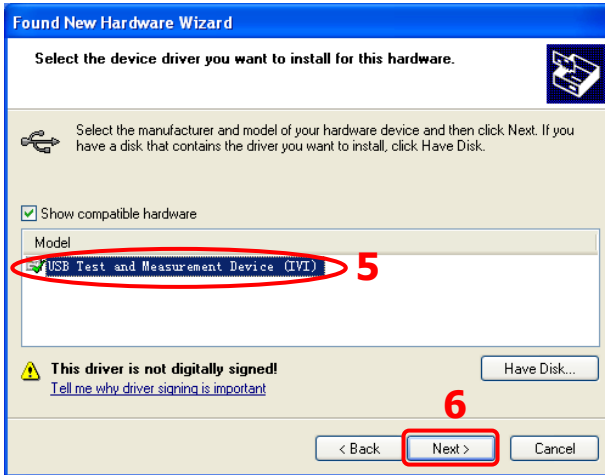 Found New Hardware Wizard
Select the device driver you want to install for this hardware.
Select the manufacturer and model of your hardware device and then click Next. If you
have a disk that contains the driver you want to install, click Have Disk.
Show compatible hardware
Model
USB Test and Measurement Device (IVI)
5
This driver is not digitally signed!
Have Disk...
Tell me why driver signing is important
6
< Back
Next >
Cancel